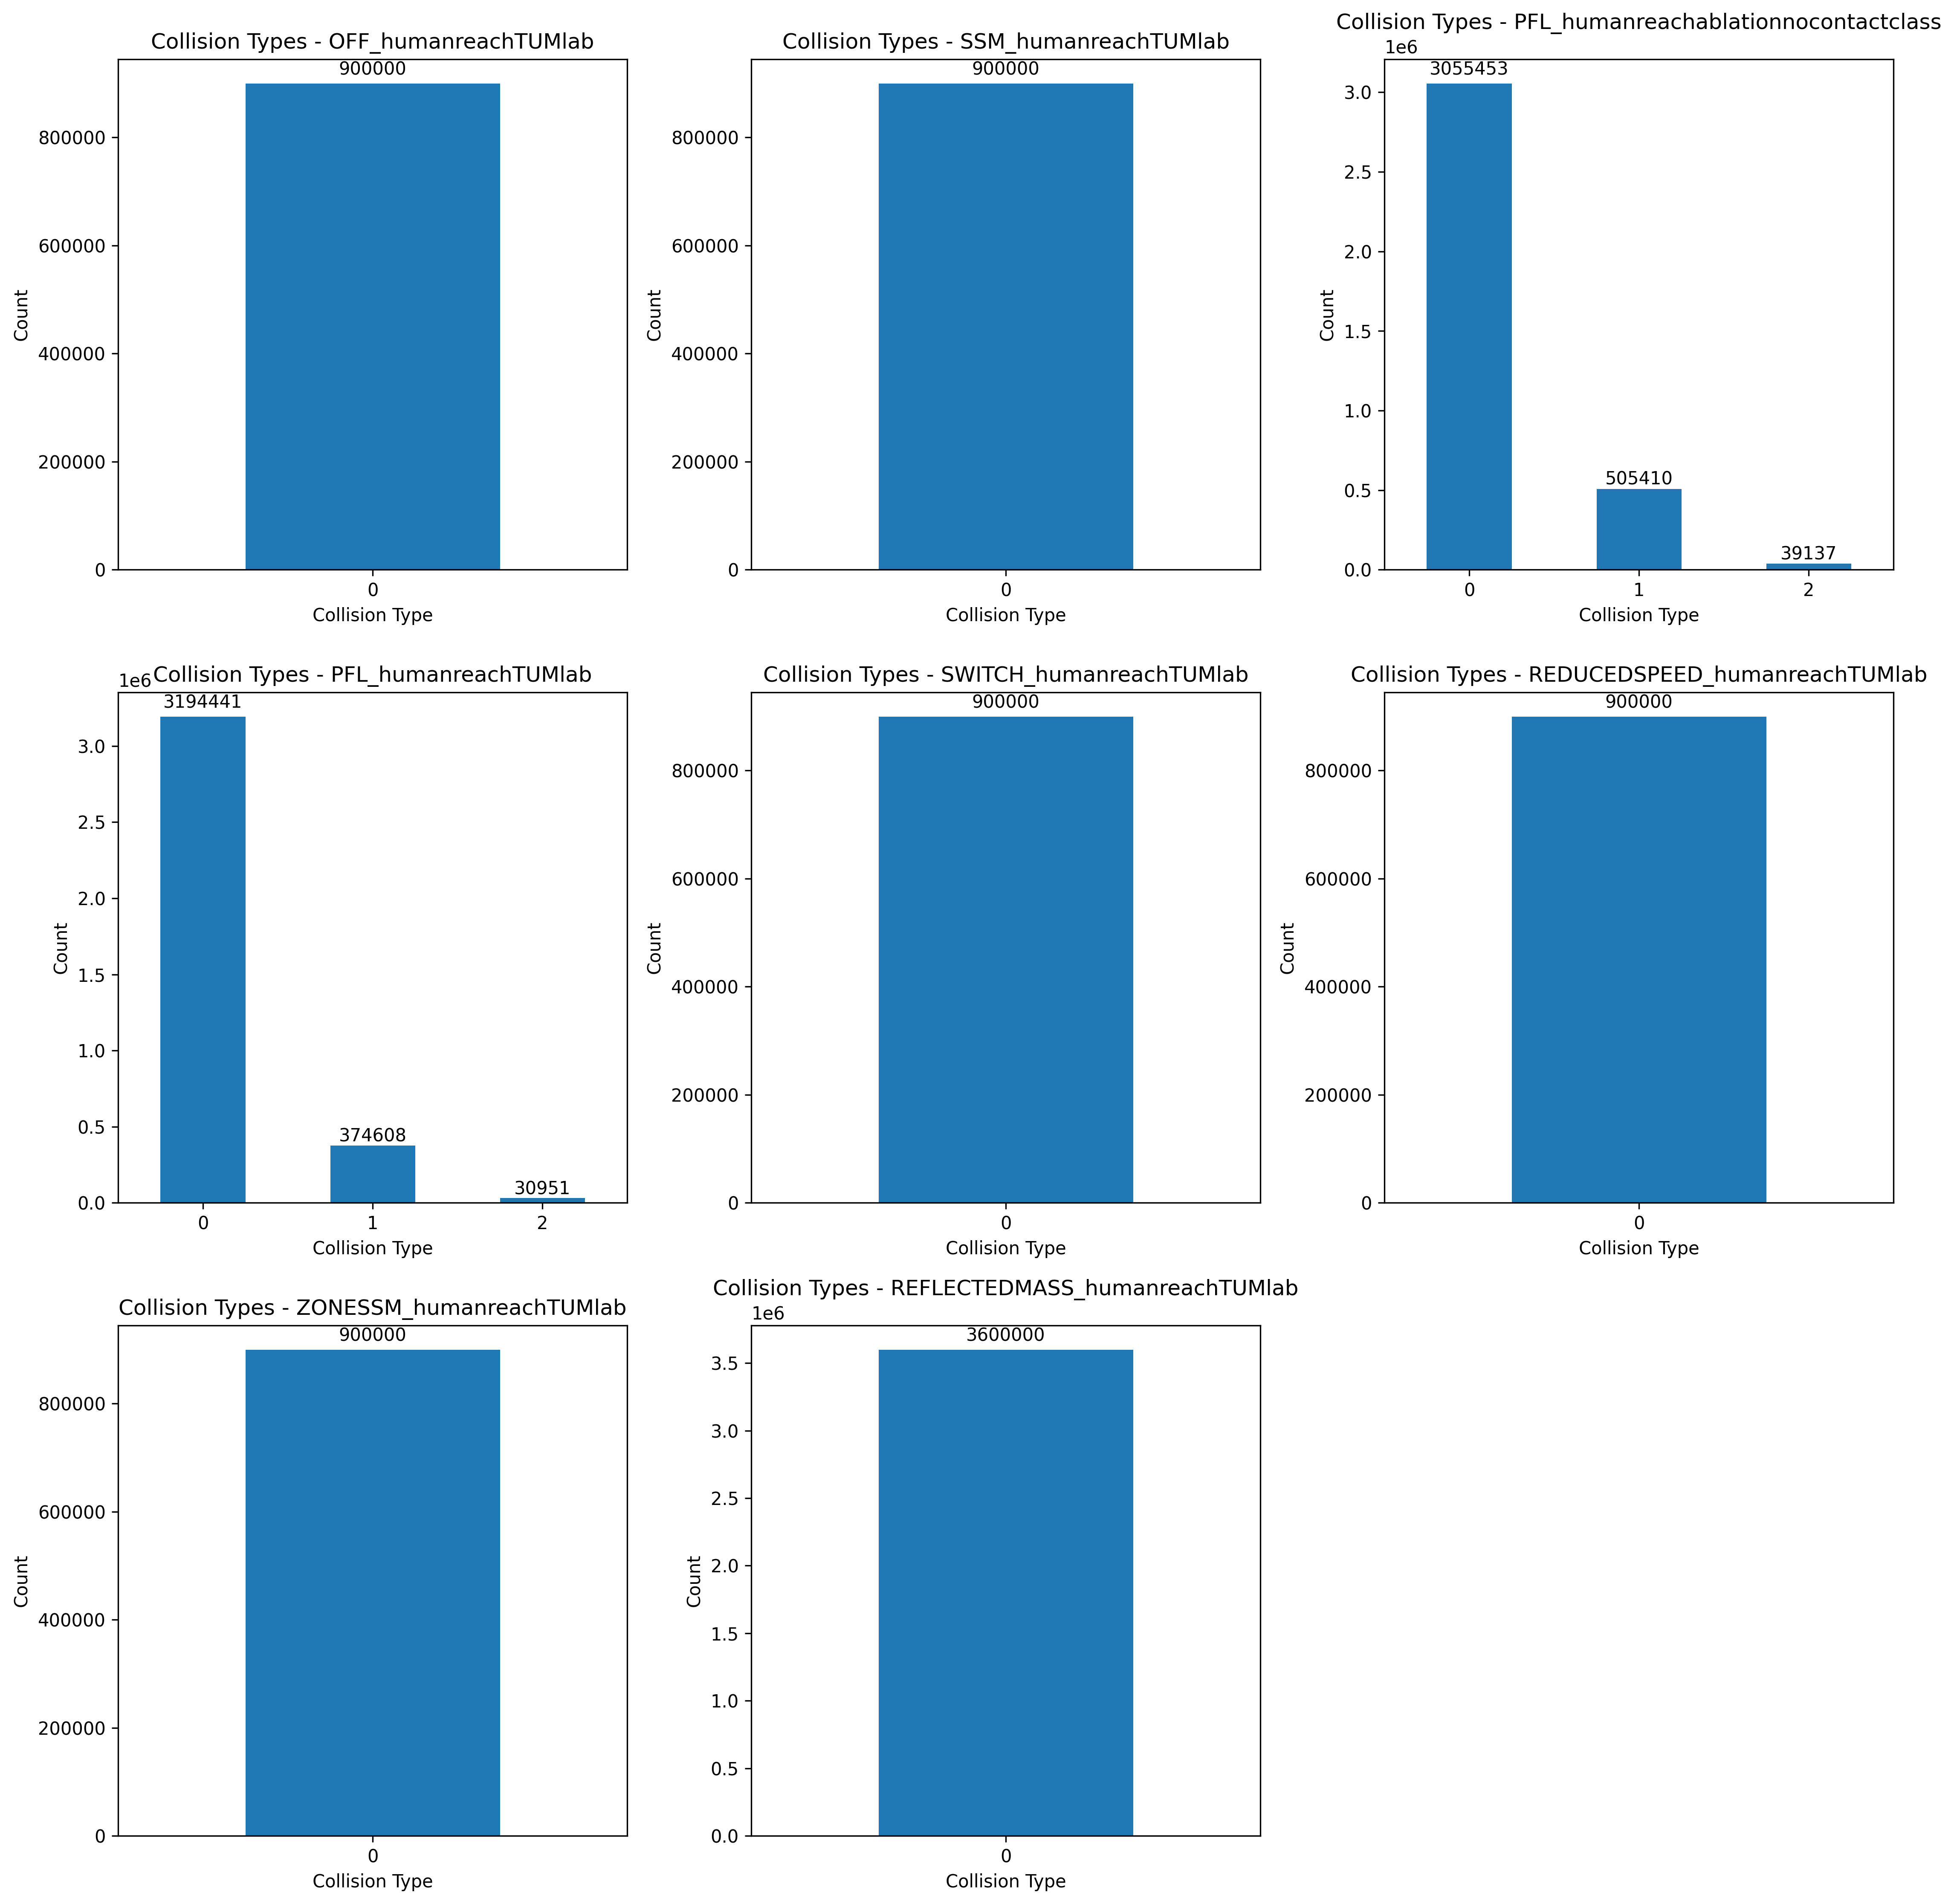 Collision Types - OFF_humanreachTUMlab
900000
800000
600000
400000
200000
0
Count
0
Collision Type
Collision Types - SSM_humanreachTUMlab
900000
800000
600000
400000
200000
0
Count
0
Collision Type
Collision Types - PFL_humanreachablationnocontactclass
1e6
3055453
505410
39137
3.0
2.5
2.0
1.5
1.0
0.5
0.0
Count
0 1 2
Collision Type
Collision Types - PFL_humanreachTUMlab
1e6
3194441
374608
30951
3.0
2.5
2.0
1.5
1.0
0.5
0.0
Count
0 1 2
Collision Type
Collision Types - SWITCH_humanreachTUMlab
900000
800000
600000
400000
200000
0
Count
0
Collision Type
Collision Types - REDUCEDSPEED_humanreachTUMlab
900000
800000
600000
400000
200000
0
Count
0
Collision Type
Collision Types - ZONESSM_humanreachTUMlab
900000
800000
600000
400000
200000
0
Count
0
Collision Type
Collision Types - REFLECTEDMASS_humanreachTUMlab
1e6
3600000
3.5
3.0
2.5
2.0
1.5
1.0
0.5
0.0
Count
0
Collision Type